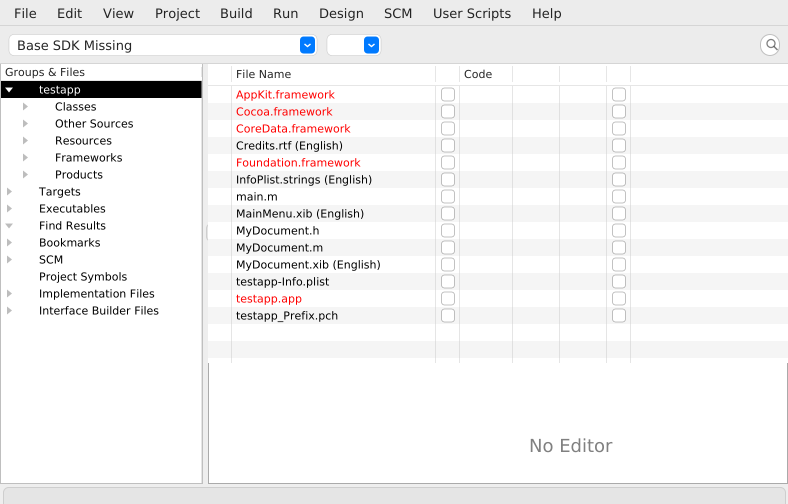 File Edit View Project Build Run Design SCM User Scripts Help
Base SDK Missing
Groups & Files
testapp
Classes
Other Sources
Resources
Frameworks
Products
Targets
Executables
Find Results
Bookmarks
SCM
Project Symbols
Implementation Files
Interface Builder Files
File Name Code
AppKit.framework
Cocoa.framework
CoreData.framework
Credits.rtf (English)
Foundation.framework
InfoPlist.strings (English)
main.m
MainMenu.xib (English)
MyDocument.h
MyDocument.m
MyDocument.xib (English)
testapp-Info.plist
testapp.app
testapp_Prefix.pch
No Editor